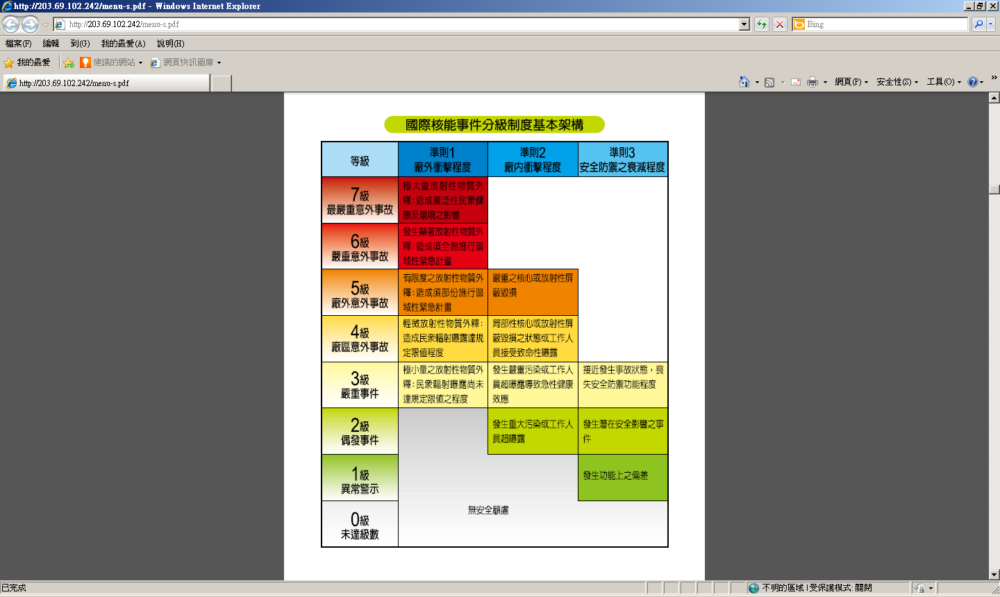 http://203.69.102.242/menu-s.pdf - Windows Internet Explorer
http://203.69.102.242/menu-s.pdf
Bing
檔案(F) 編輯 到(G) 我的最愛(A) 說明(H)
我的最愛 建議的網站 網頁快訊圖庫
http://203.69.102.242/menu-s.pdf
網頁(P) 安全性(S) 工具(O) »
國際核能事件分級制度基本架構
等級
準則1
廠外衝擊程度
準則2
廠內衝擊程度
準則3
安全防禦之衰減程度
7級
最嚴重意外事故
極大量放射性物質外
釋：造成廣泛性民眾健
康及環境之影響
6級
嚴重意外事故
發生顯著放射性物質外
釋：造成須全面施行區
域性緊急計畫
5級
廠外意外事故
有限度之放射性物質外
釋：造成須部份施行區
域性緊急計畫
嚴重之核心或放射性屏
蔽毀損
4級
廠區意外事故
輕微放射性物質外釋：
造成民眾輻射曝露達規
定限值程度
局部性核心或放射性屏
蔽毀損之狀態或工作人
員接受致命性曝露
3級
嚴重事件
極小量之放射性物質外
釋：民眾輻射曝露尚未
達規定限值之程度
發生嚴重污染或工作人
員超曝露導致急性健康
效應
接近發生事故狀態，喪
失安全防禦功能程度
2級
偶發事件
發生重大污染或工作人
員超曝露
發生潛在安全影響之事
件
1級
異常警示
發生功能上之偏差
0級
未達級數
無安全顧慮
已完成
不明的區域 | 受保護模式: 關閉